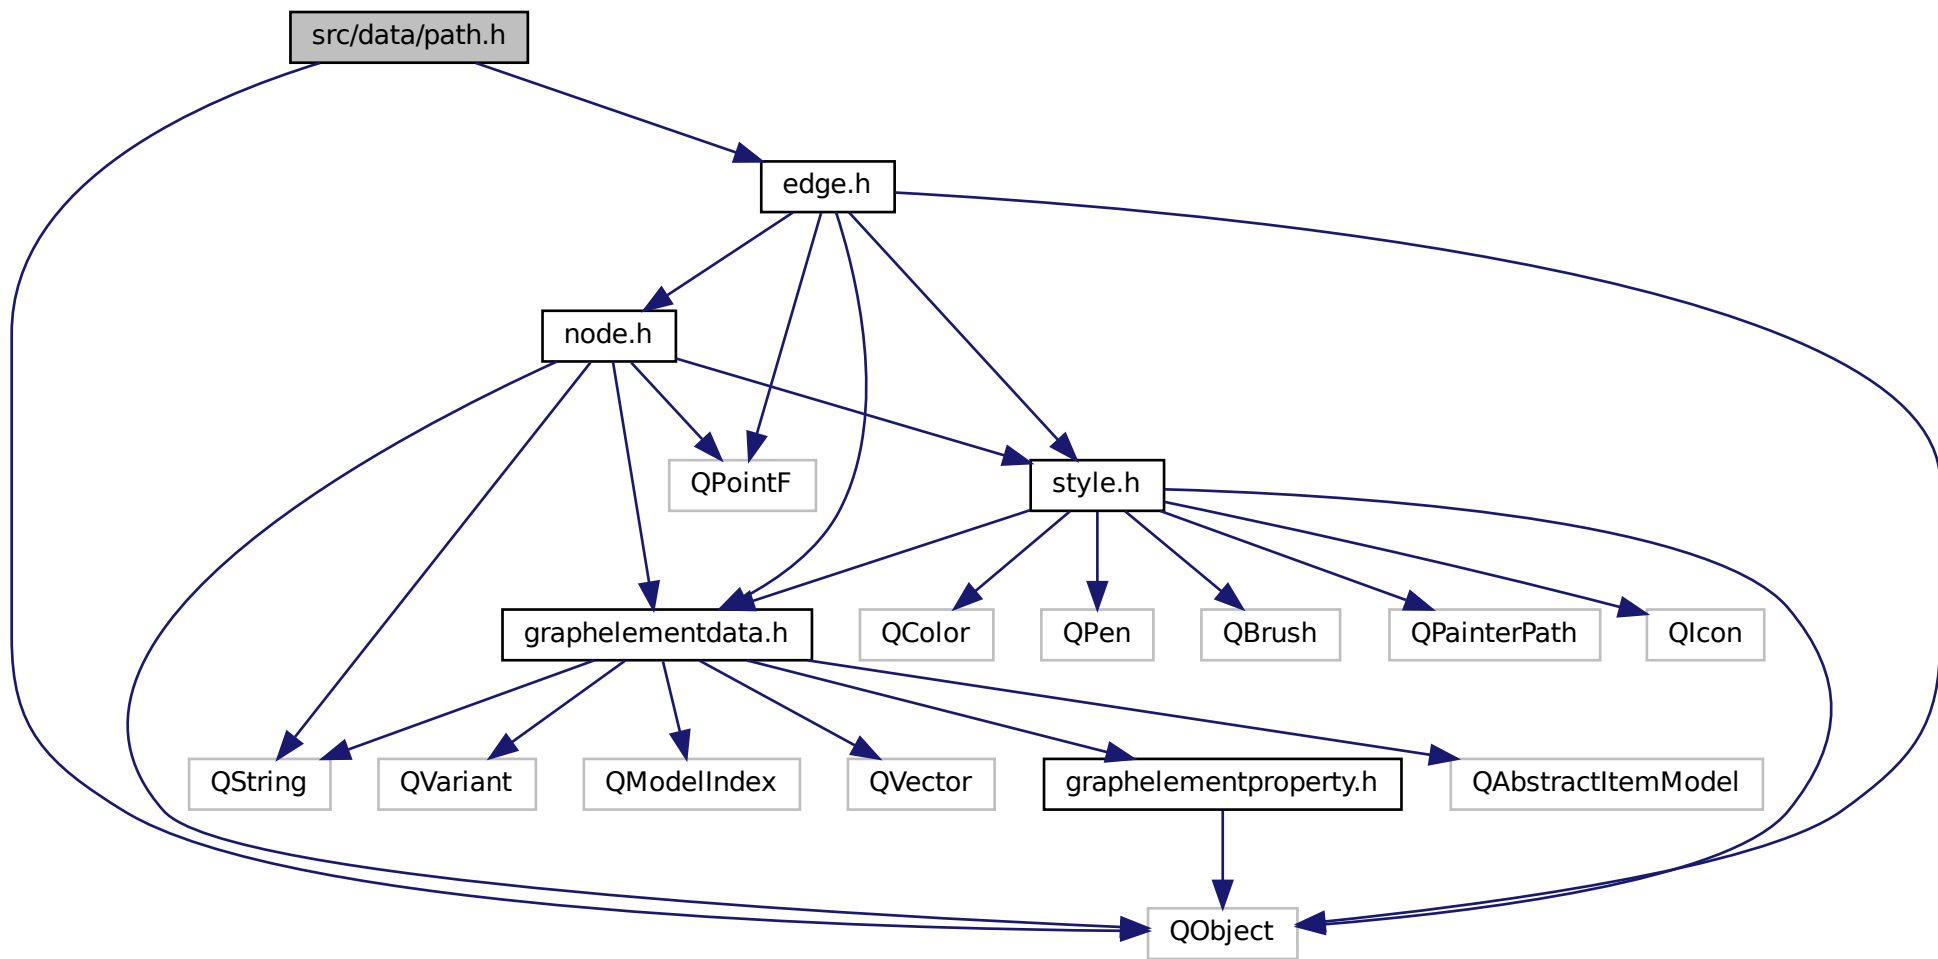 src/data/path.h
edge.h
node.h
QPointF
style.h
graphelementdata.h
QColor
QPen
QBrush
QPainterPath
QIcon
QString
QVariant
QModelIndex
QVector
graphelementproperty.h
QAbstractItemModel
QObject